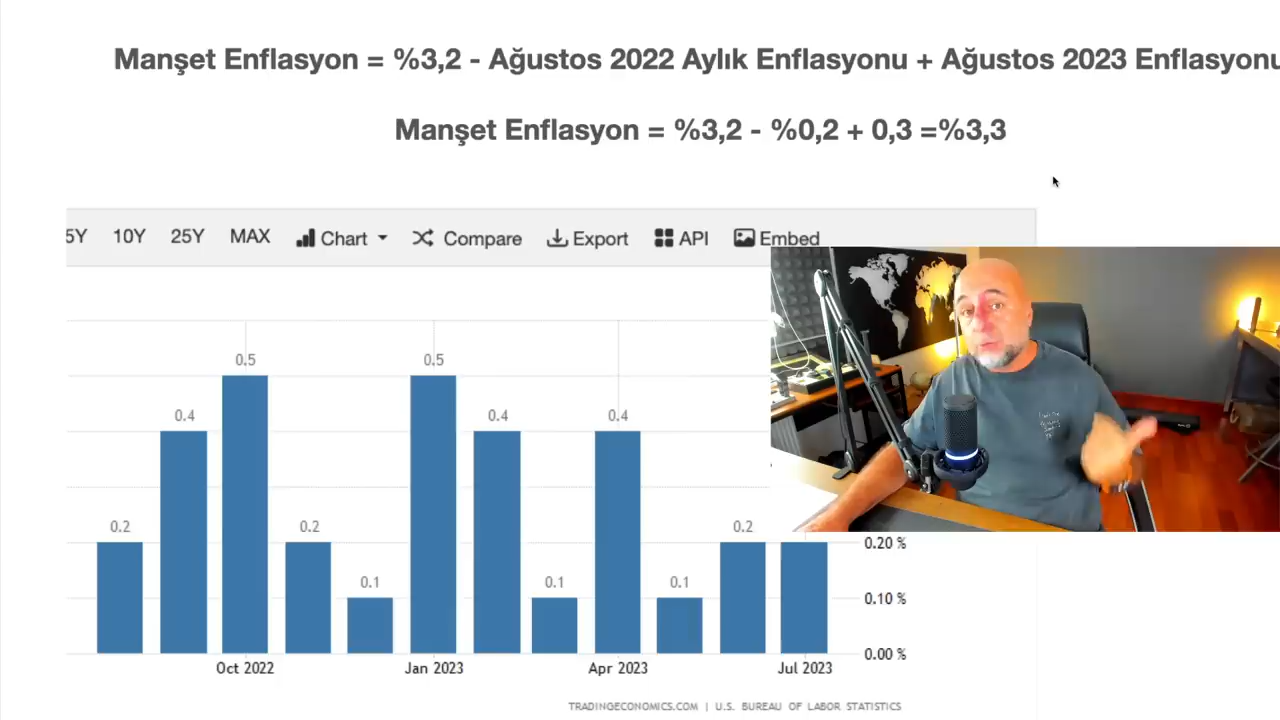 Manşet Enflasyon = %3,2 - Ağustos 2022 Aylık Enflasyonu + Ağustos 2023 Enflasyonu
Manşet Enflasyon = %3,2 - %0,2 + 0,3 =%3,3
5Y 10Y 25Y MAX Chart Compare Export API Embed
0.5 0.5
0.4 0.4 0.4
0.2 0.2 0.2
0.20 %
0.1 0.1 0.1
0.10 %
0.00 %
Oct 2022 Jan 2023 Apr 2023 Jul 2023
TRADINGECONOMICS.COM | U.S. BUREAU OF LABOR STATISTICS